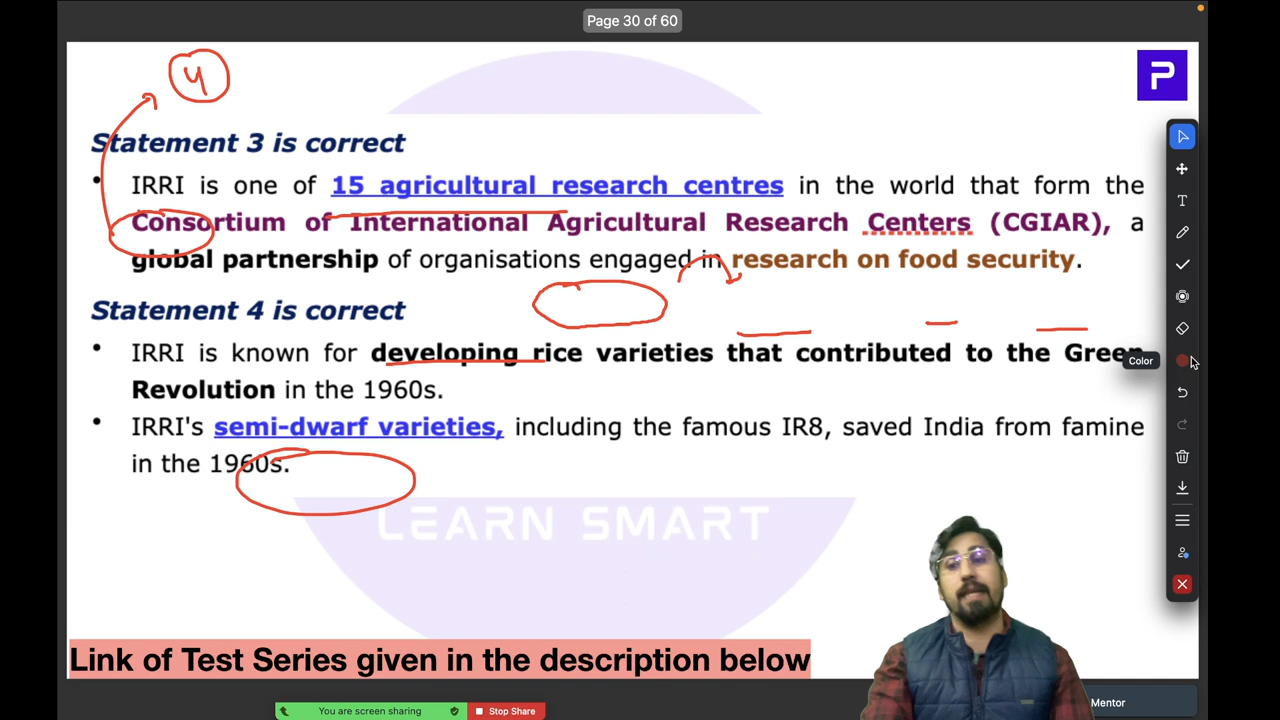 Page 30 of 60
P
4
Statement 3 is correct
• IRRI is one of 15 agricultural research centres in the world that form the
Consortium of International Agricultural Research Centers (CGIAR), a
global partnership of organisations engaged in research on food security.
Statement 4 is correct
• IRRI is known for developing rice varieties that contributed to the Green
Revolution in the 1960s.
• IRRI's semi-dwarf varieties, including the famous IR8, saved India from famine
in the 1960s.
LEARN SMART
T
Color
Link of Test Series given in the description below
Mentor
You are screen sharing
Stop Share